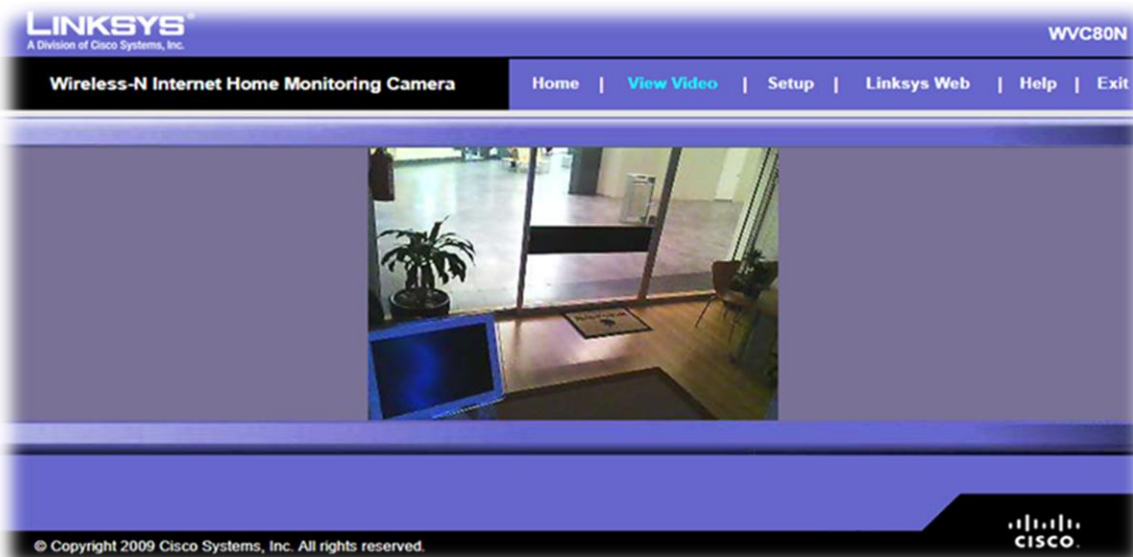 LINKSYS®
A Division of Cisco Systems, Inc.
WVC80N
Wireless-N Internet Home Monitoring Camera
Home | View Video | Setup | Linksys Web | Help | Exit
© Copyright 2009 Cisco Systems, Inc. All rights reserved.
CISCO.